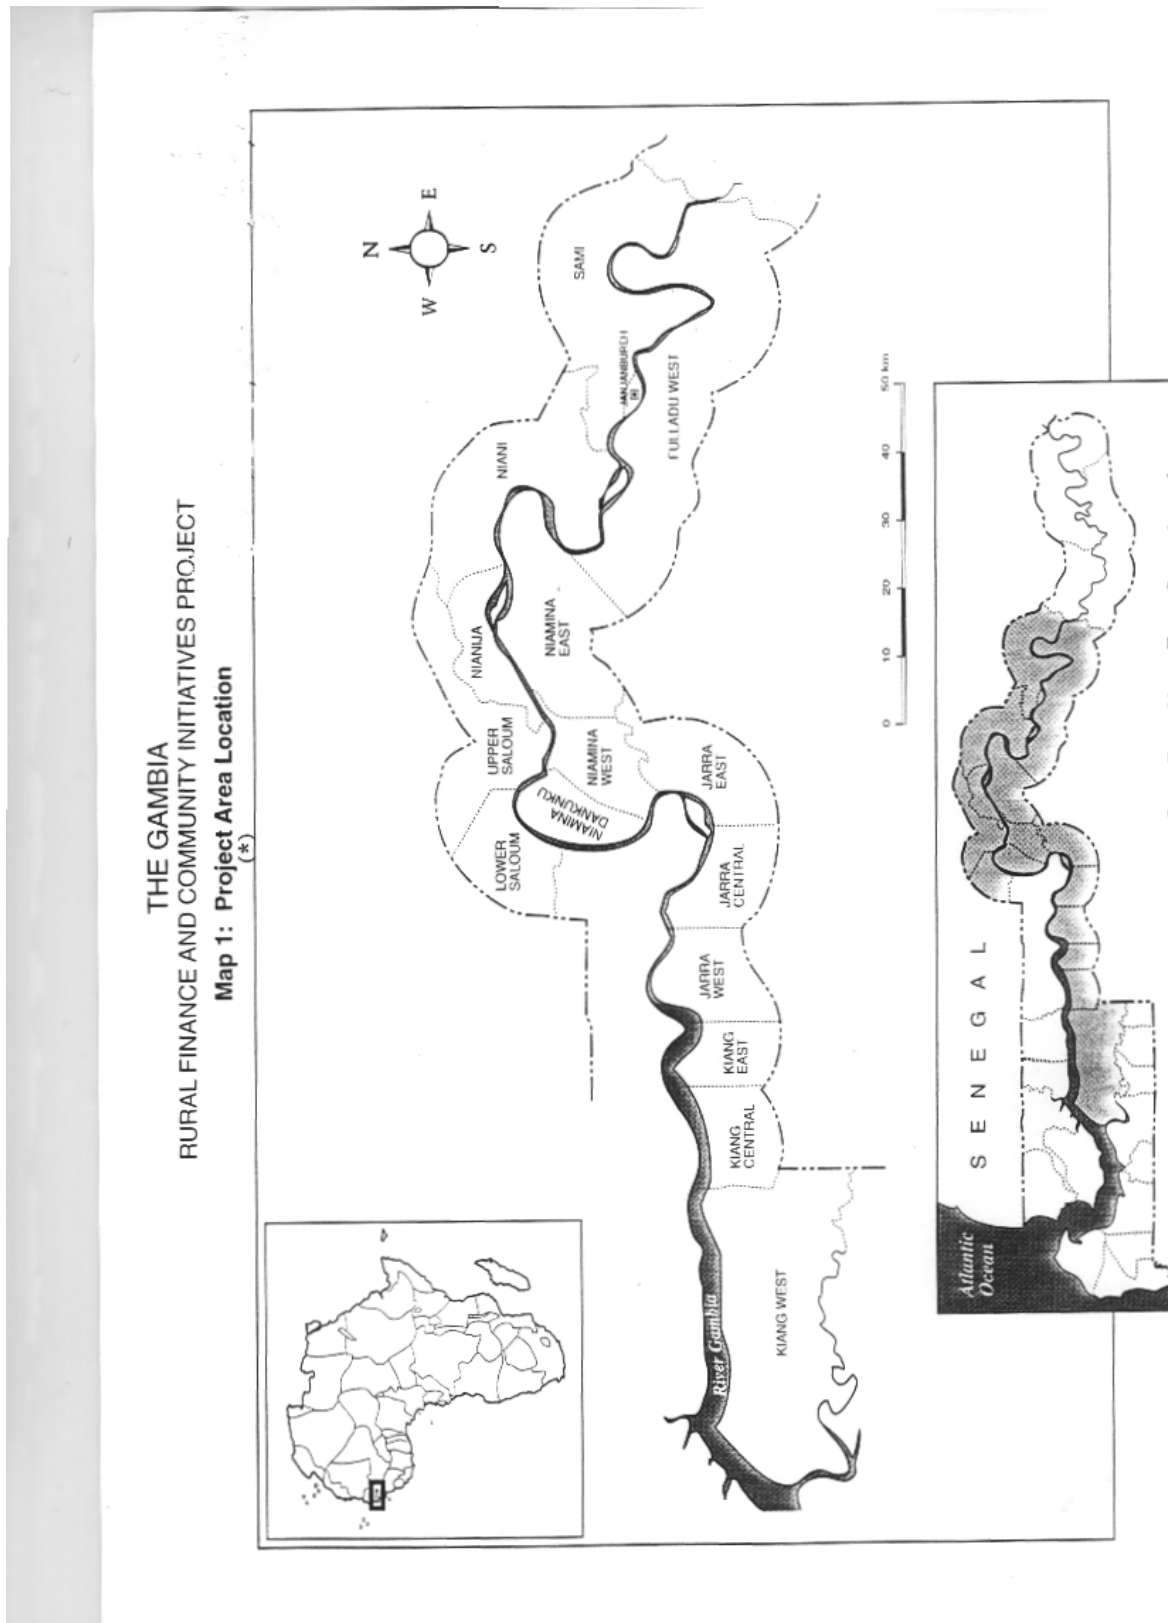 THE GAMBIA
RURAL FINANCE AND COMMUNITY INITIATIVES PROJECT
Map 1: Project Area Location
(*)
N
W
E
S
SAMI
JANJANBUREH
FULLADU WEST
NIANI
NIANIJA
NIAMINA
EAST
UPPER
SALOUM
NIAMINA
WEST
NIAMINA
DANKUNKU
LOWER
SALOUM
JARRA
EAST
JARRA
CENTRAL
JARRA
WEST
KIANG
EAST
KIANG
CENTRAL
KIANG WEST
River Gambia
0 10 20 30 40 50 km
SENEGAL
Atlantic
Ocean